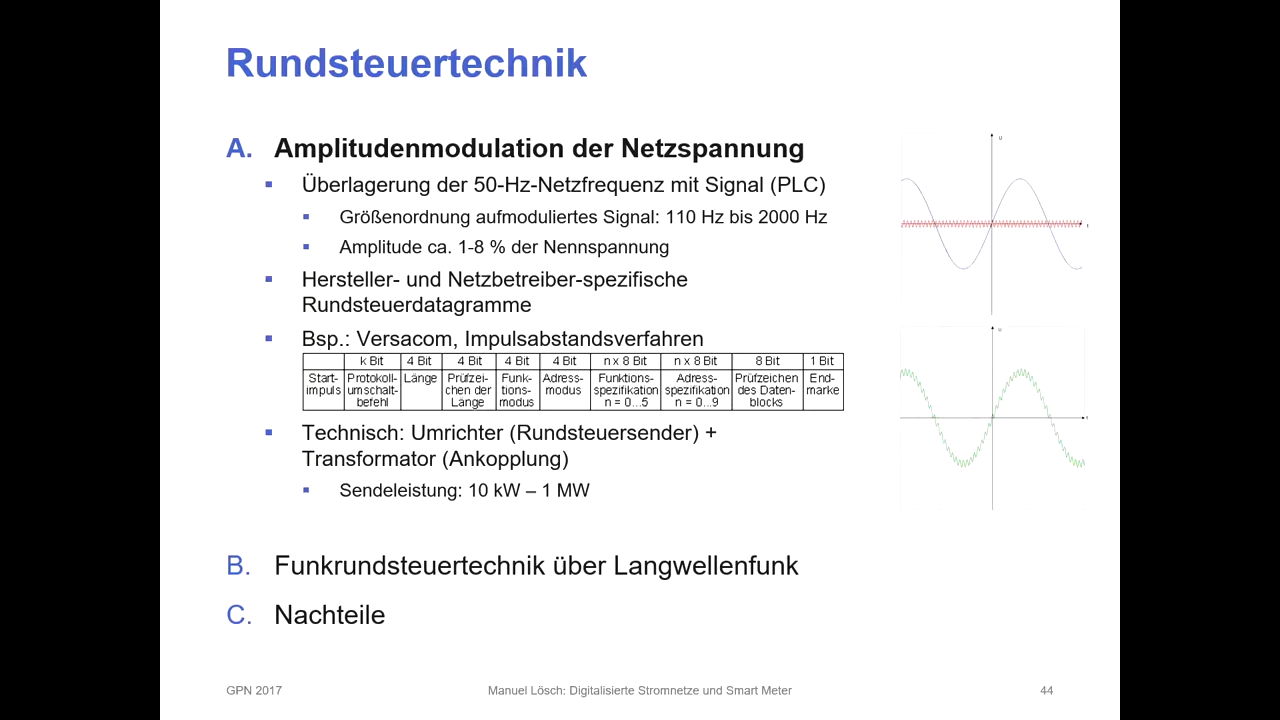 Rundsteuertechnik
A. Amplitudenmodulation der Netzspannung
Überlagerung der 50-Hz-Netzfrequenz mit Signal (PLC)
Größenordnung aufmoduliertes Signal: 110 Hz bis 2000 Hz
Amplitude ca. 1-8 % der Nennspannung
Hersteller- und Netzbetreiber-spezifische
Rundsteuerdatagramme
Bsp.: Versacom, Impulsabstandsverfahren
k Bit 4 Bit 4 Bit 4 Bit 4 Bit n x 8 Bit n x 8 Bit 8 Bit 1 Bit
Start- Protokoll- Länge Prüfzei- Funk- Adress- Funktions- Adress- Prüfzeichen End-
impuls umschalt- chen der tions- modus spezifikation spezifikation des Daten- marke
befehl Länge modus n = 0...5 n = 0...9 blocks
Technisch: Umrichter (Rundsteuersender) +
Transformator (Ankopplung)
Sendeleistung: 10 kW – 1 MW
B. Funkrundsteuertechnik über Langwellenfunk
C. Nachteile
u
t
u
t
GPN 2017 Manuel Lösch: Digitalisierte Stromnetze und Smart Meter 44